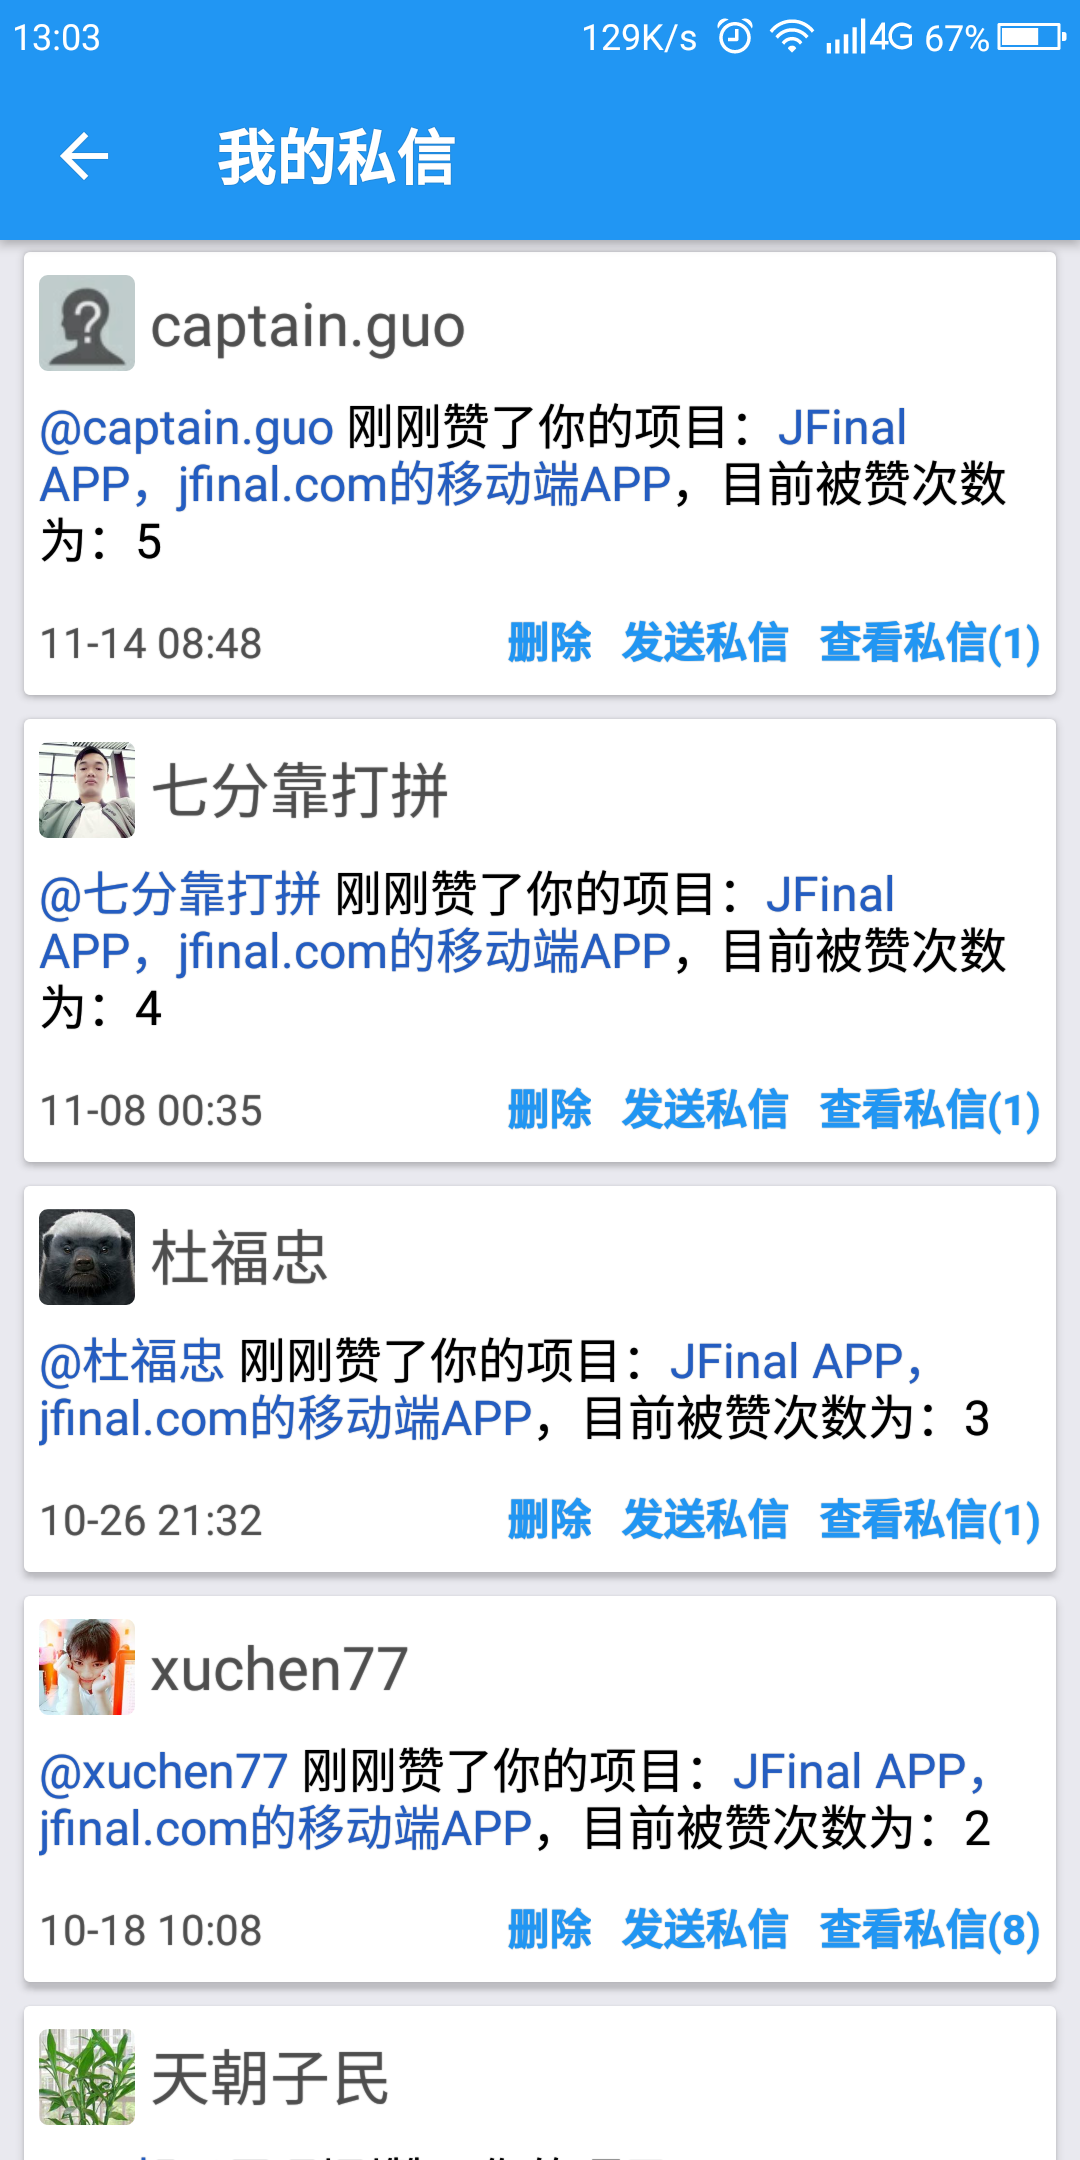 13:03 129K/s 4G 67%
我的私信
captain.guo
@captain.guo 刚刚赞了你的项目：JFinal
APP，jfinal.com的移动端APP，目前被赞次数
为：5
11-14 08:48 删除 发送私信 查看私信(1)
七分靠打拼
@七分靠打拼 刚刚赞了你的项目：JFinal
APP，jfinal.com的移动端APP，目前被赞次数
为：4
11-08 00:35 删除 发送私信 查看私信(1)
杜福忠
@杜福忠 刚刚赞了你的项目：JFinal APP，
jfinal.com的移动端APP，目前被赞次数为：3
10-26 21:32 删除 发送私信 查看私信(1)
xuchen77
@xuchen77 刚刚赞了你的项目：JFinal APP，
jfinal.com的移动端APP，目前被赞次数为：2
10-18 10:08 删除 发送私信 查看私信(8)
天朝子民